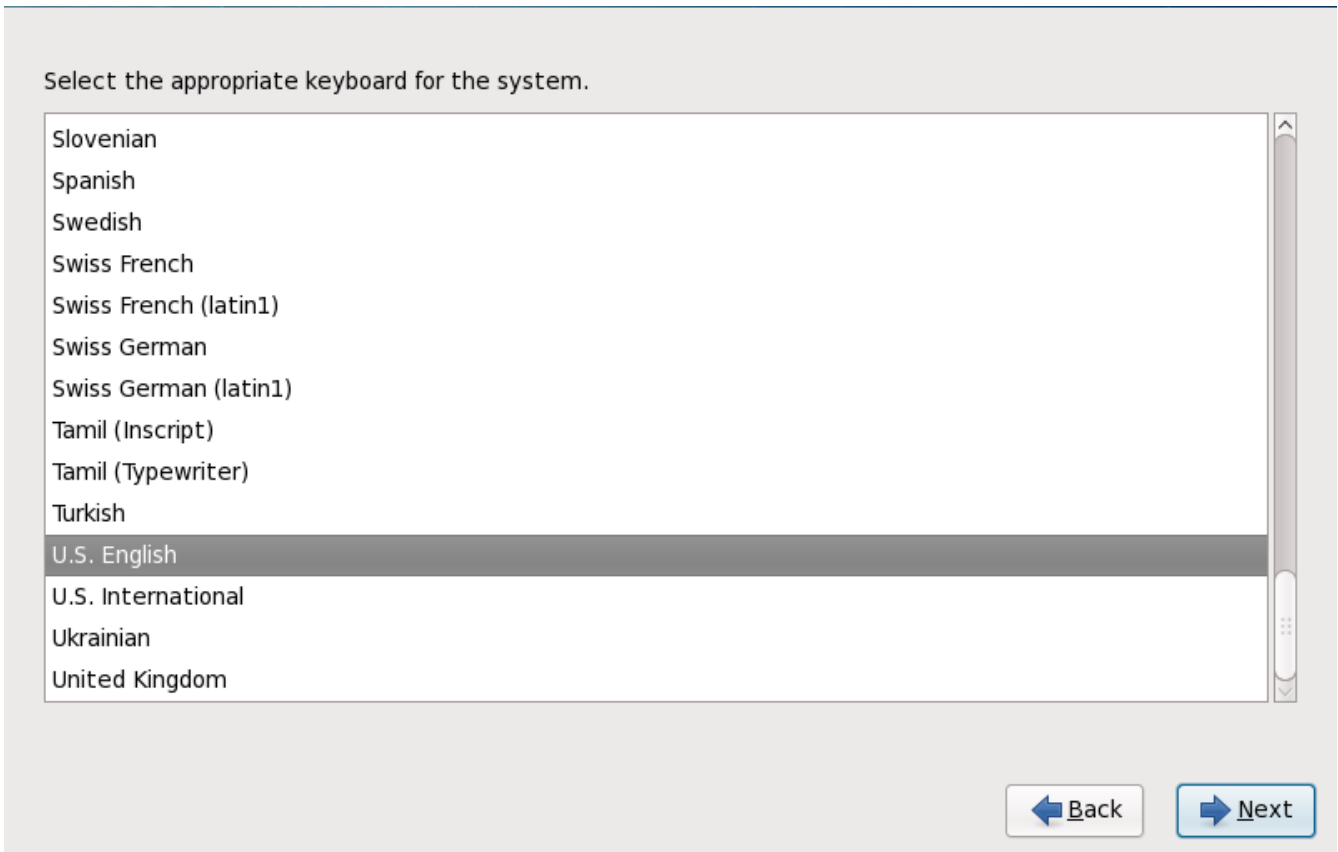 Select the appropriate keyboard for the system.
Slovenian
Spanish
Swedish
Swiss French
Swiss French (latin1)
Swiss German
Swiss German (latin1)
Tamil (Inscript)
Tamil (Typewriter)
Turkish
U.S. English
U.S. International
Ukrainian
United Kingdom
Back Next